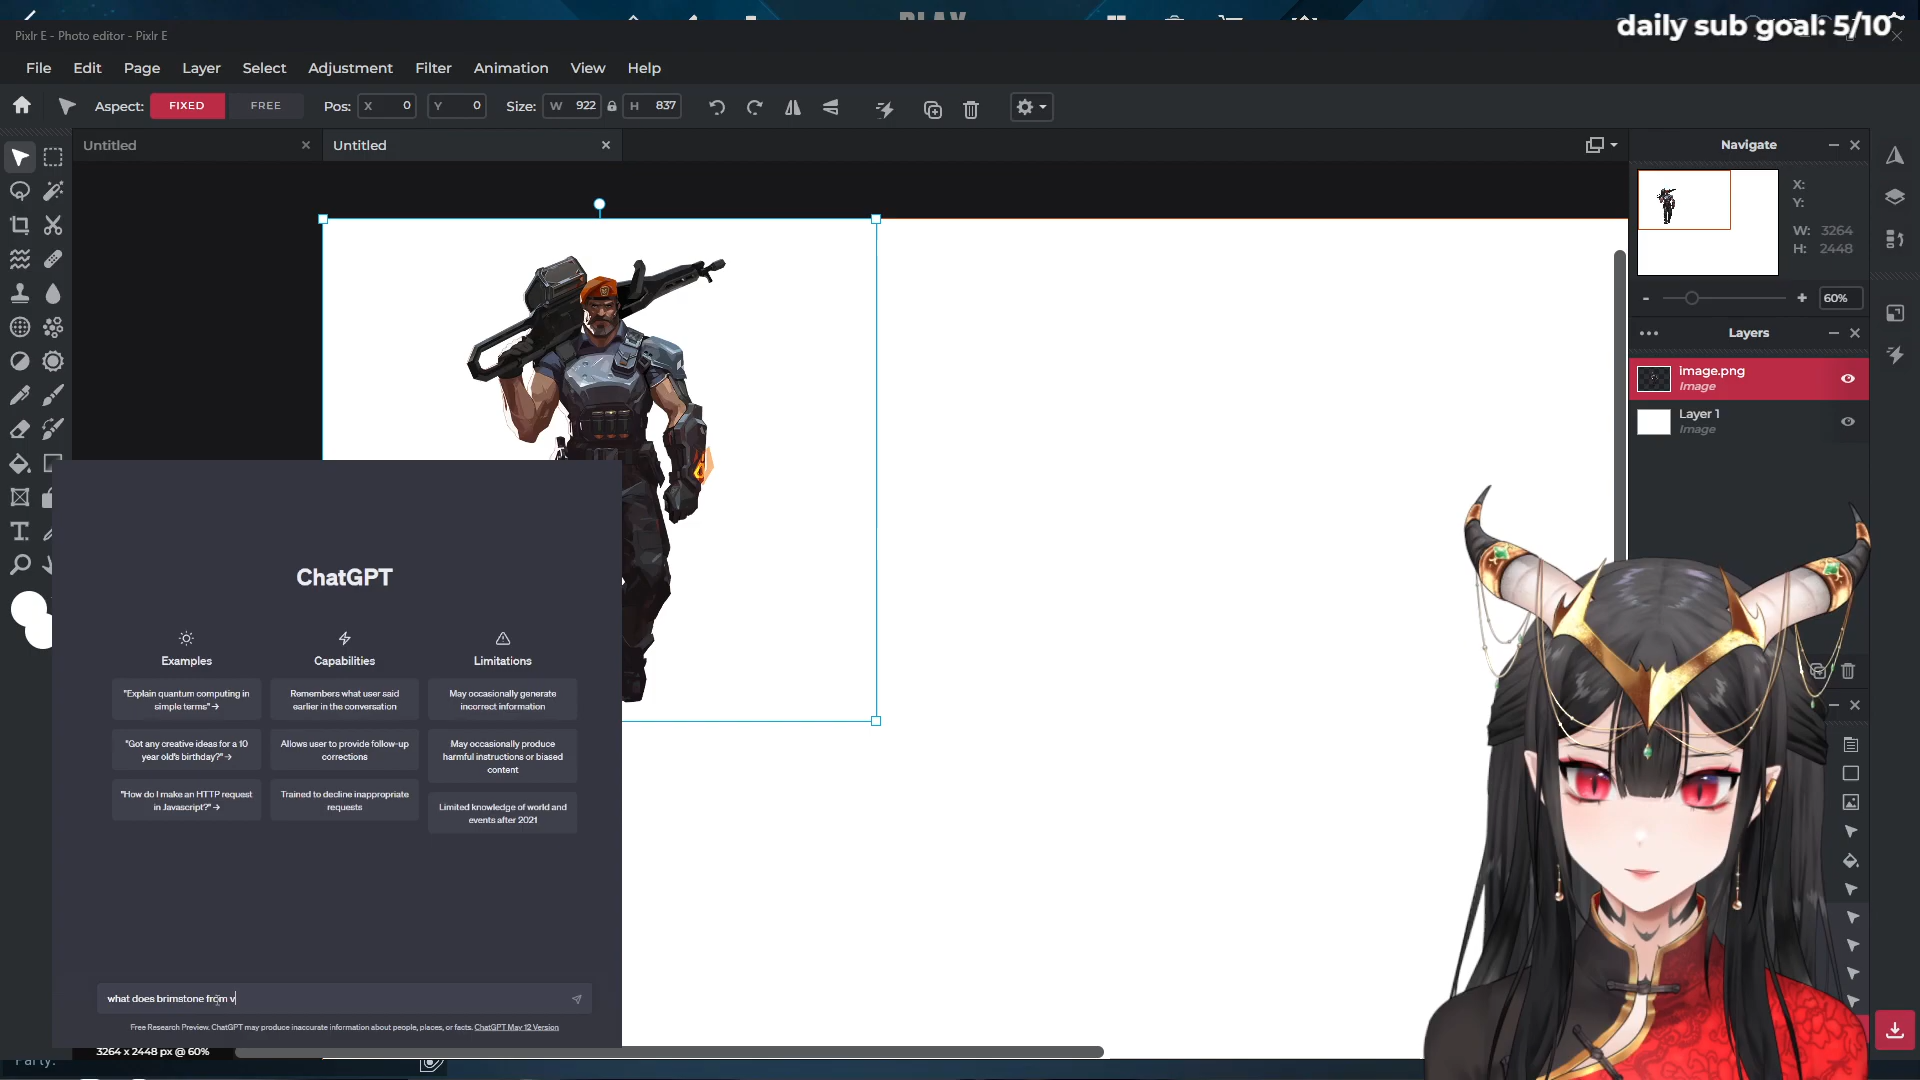 PLAY
daily sub goal: 5/10
Pixlr E - Photo editor - Pixlr E
File Edit Page Layer Select Adjustment Filter Animation View Help
Aspect: FIXED FREE Pos: X 0 Y 0 Size: W 922 H 837
Untitled
Untitled
Navigate
X:
Y:
W: 3264
H: 2448
- + 60%
Layers
image.png
Image
Layer 1
Image
ChatGPT
Examples
Capabilities
Limitations
"Explain quantum computing in
simple terms" →
Remembers what user said
earlier in the conversation
May occasionally generate
incorrect information
"Got any creative ideas for a 10
year old's birthday?" →
Allows user to provide follow-up
corrections
May occasionally produce
harmful instructions or biased
content
"How do I make an HTTP request
in Javascript?" →
Trained to decline inappropriate
requests
Limited knowledge of world and
events after 2021
what does brimstone from v
Free Research Preview. ChatGPT may produce inaccurate information about people, places, or facts. ChatGPT May 12 Version
3264 x 2448 px @ 60%
Party: